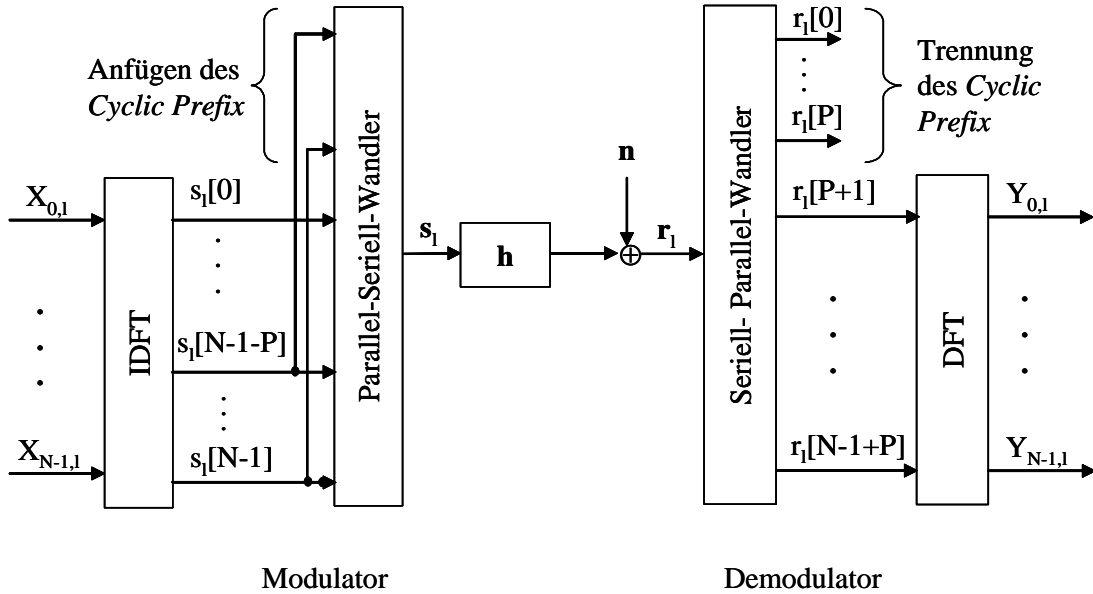 Anfügen des
Cyclic Prefix
X0,l
XN-1,l
IDFT
sl[0]
sl[N-1-P]
sl[N-1]
Parallel-Seriell-Wandler
sl
h
n
rl
Seriell- Parallel-Wandler
rl[0]
rl[P]
Trennung
des Cyclic
Prefix
rl[P+1]
rl[N-1+P]
DFT
Y0,l
YN-1,l
Modulator
Demodulator